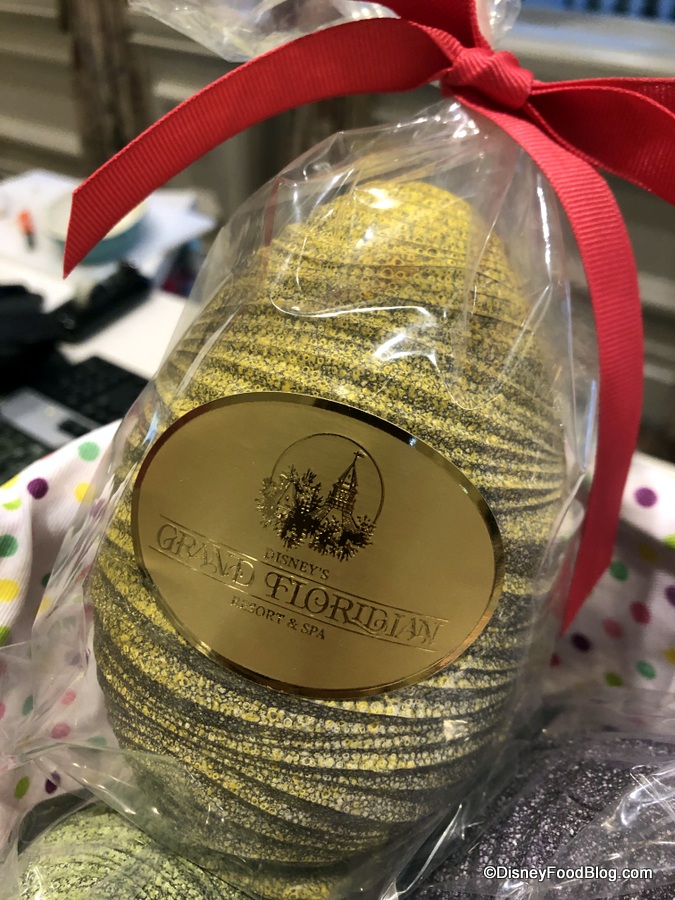 DISNEY'S
GRAND FLORIDIAN
RESORT & SPA
©DisneyFoodBlog.com